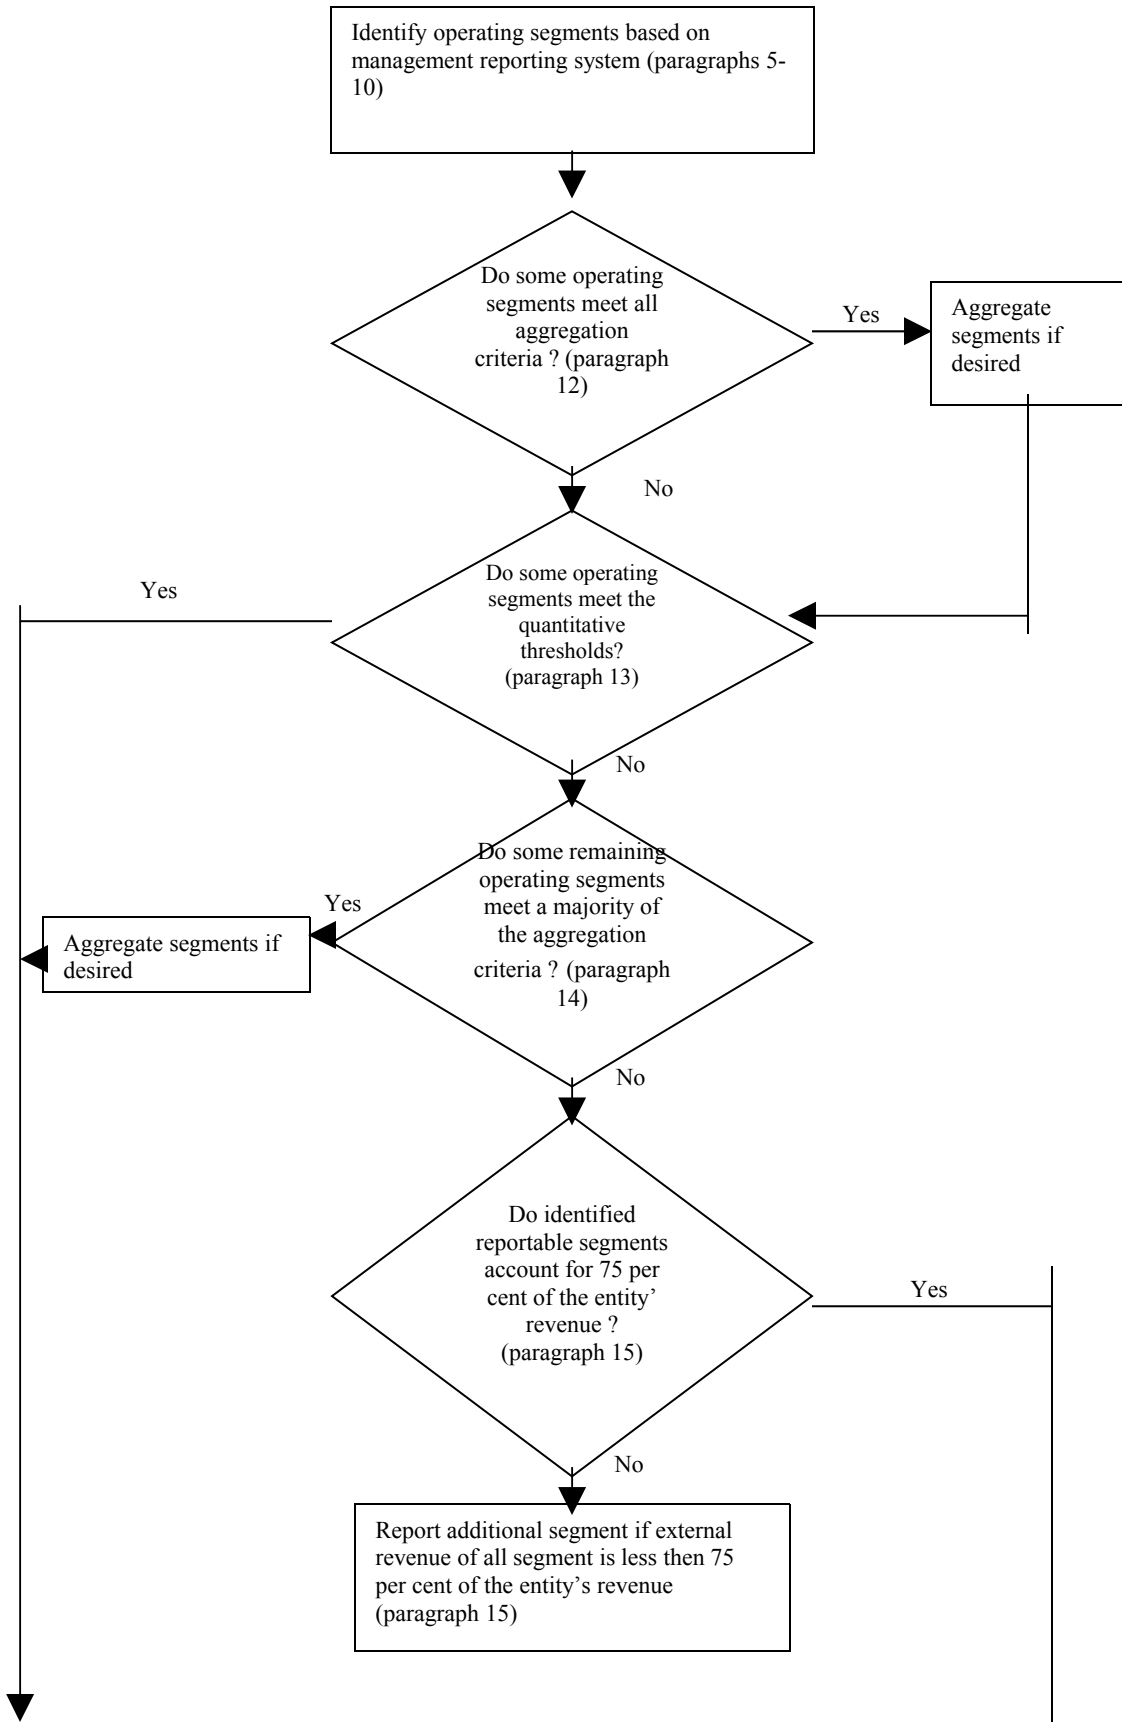 Identify operating segments based on
management reporting system (paragraphs 5-
10)
Do some operating
segments meet all
aggregation
criteria ? (paragraph
12)
Yes
Aggregate
segments if
desired
No
Do some operating
segments meet the
quantitative
thresholds?
(paragraph 13)
Yes
No
Do some remaining
operating segments
meet a majority of
the aggregation
criteria ? (paragraph
14)
Yes
Aggregate segments if
desired
No
Do identified
reportable segments
account for 75 per
cent of the entity’
revenue ?
(paragraph 15)
Yes
No
Report additional segment if external
revenue of all segment is less then 75
per cent of the entity’s revenue
(paragraph 15)